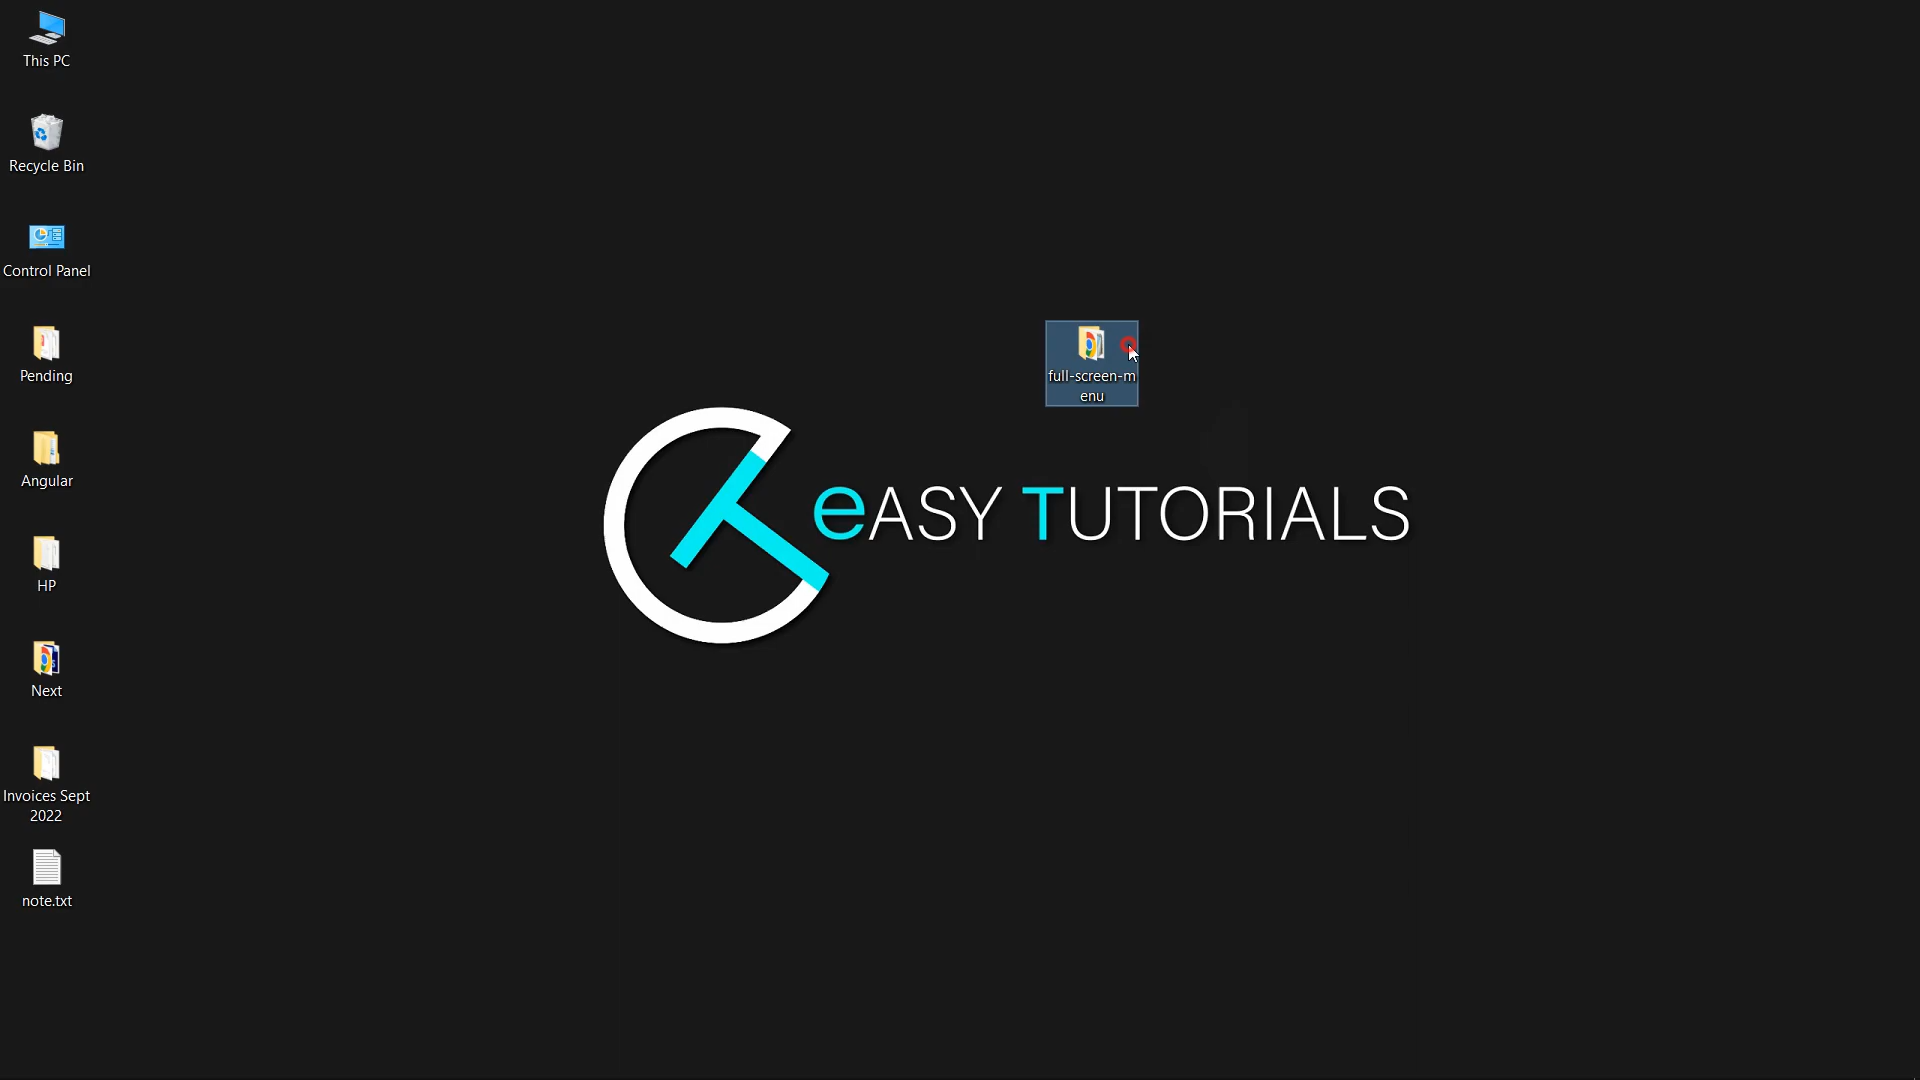 This PC
Recycle Bin
Control Panel
Pending
Angular
HP
Next
Invoices Sept
2022
note.txt
full-screen-m
enu
eASY TUTORIALS